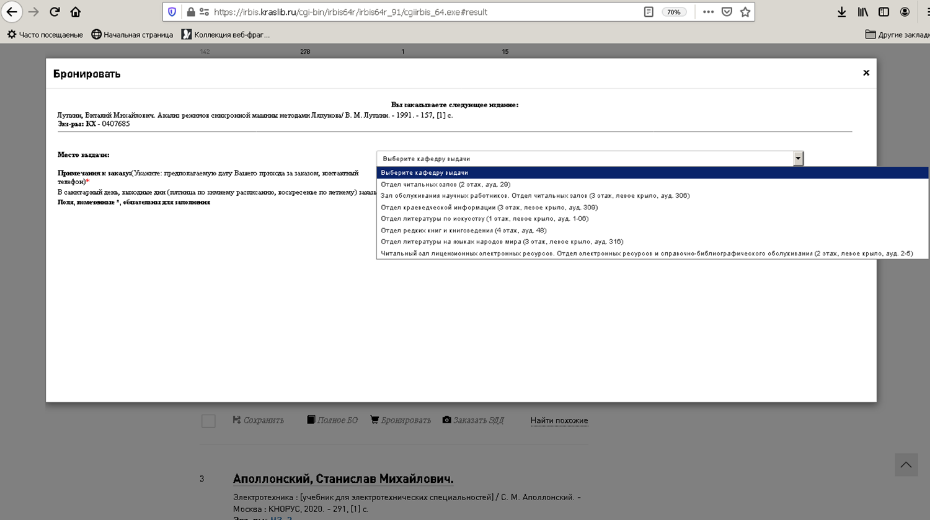 https://irbis.kraslib.ru/cgi-bin/irbis64r/irbis64r_91/cgiirbis_64.exe#result
70%
Часто посещаемые
Начальная страница
Коллекция веб-фраг…
Другие заклад
142 278 1 15
Бронировать
Вы заказываете следующее издание:
Луткин, Виталий Михайлович. Анализ режимов синхронной машины методами Ляпунова/ В. М. Луткин. - 1991. - 157, [1] с.
Экз-ры: КХ - 0407685
Место выдачи:
Выберите кафедру выдачи
Примечания к заказу(Укажите: предполагаемую дату Вашего прихода за заказом, контактный
телефон)*
В санитарный день, выходные дни (пятница по зимнему расписанию, воскресенье по летнему) заказы
Поля, помеченные *, обязательны для заполнения
Выберите кафедру выдачи
Отдел читальных залов (2 этаж, ауд. 29)
Зал обслуживания научных работников. Отдел читальных залов (3 этаж, левое крыло, ауд. 306)
Отдел краеведческой информации (3 этаж, левое крыло, ауд. 309)
Отдел литературы по искусству (1 этаж, левое крыло, ауд. 1-06)
Отдел редких книг и книговедения (4 этаж, ауд. 48)
Отдел литературы на языках народов мира (3 этаж, левое крыло, ауд. 316)
Читальный зал лицензионных электронных ресурсов. Отдел электронных ресурсов и справочно-библиографического обслуживания (2 этаж, левое крыло, ауд. 2-6)
Сохранить
Полное БО
Бронировать
Заказать ЭДД
Найти похожие
3 Аполлонский, Станислав Михайлович.
Электротехника : [учебник для электротехнических специальностей] / С. М. Аполлонский. -
Москва : КНОРУС, 2020. - 291, [1] с.